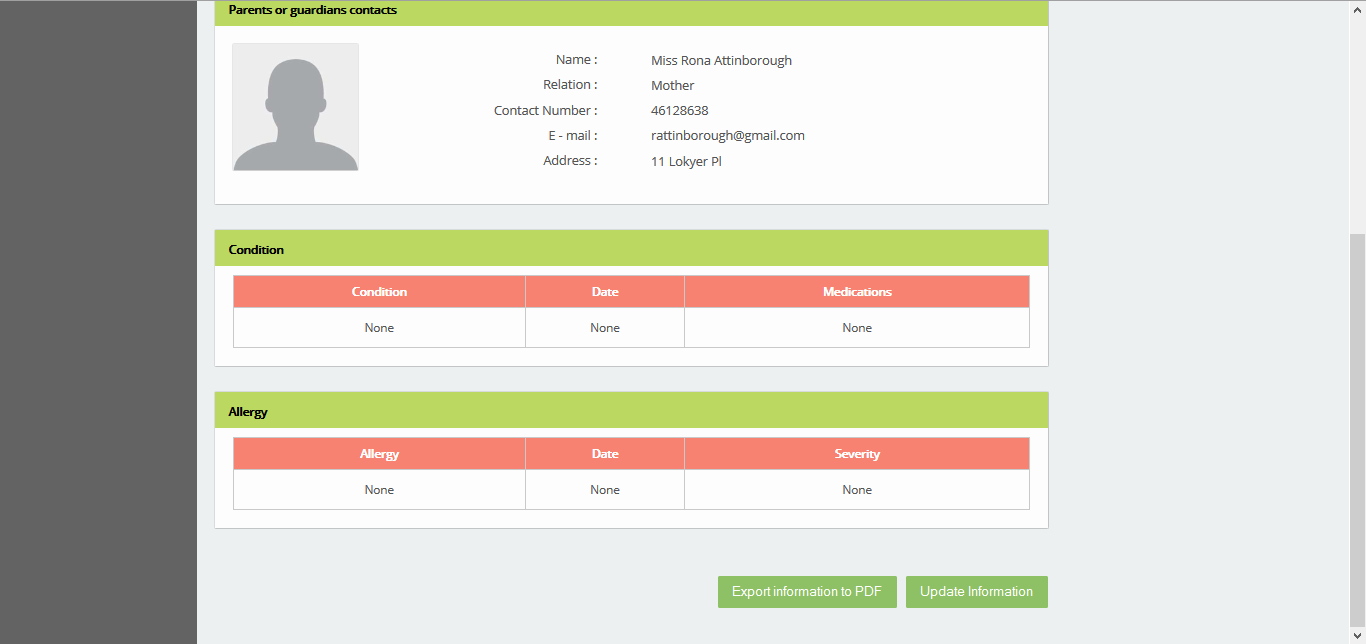 Parents or guardians contacts
Name : Miss Rona Attinborough
Relation : Mother
Contact Number : 46128638
E - mail : rattinborough@gmail.com
Address : 11 Lokyer Pl
Condition
Condition Date Medications
None None None
Allergy
Allergy Date Severity
None None None
Export information to PDF Update Information